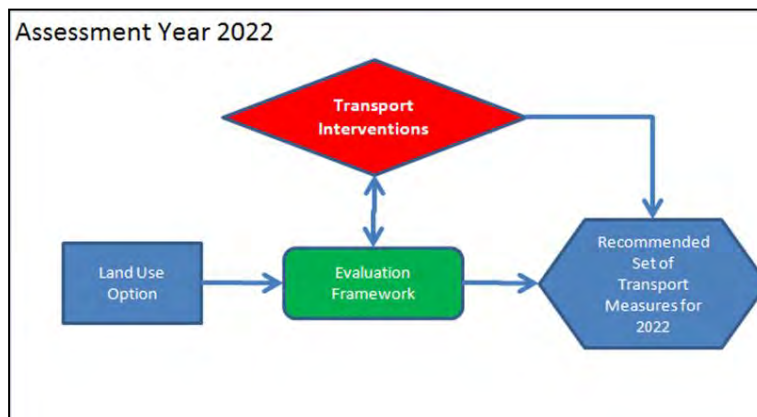 Assessment Year 2022
Transport
Interventions
Land Use
Option
Evaluation
Framework
Recommended
Set of
Transport
Measures for
2022